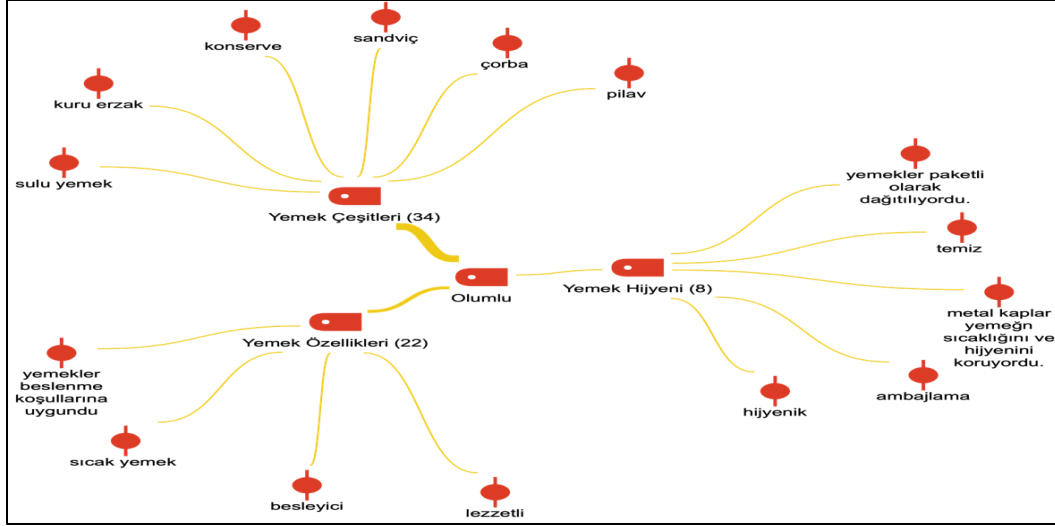 konserve
sandviç
çorba
pilav
kuru erzak
sulu yemek
Yemek Çeşitleri (34)
Olumlu
Yemek Hijyeni (8)
yemekler paketli
olarak
dağıtılıyordu.
temiz
metal kaplar
yemeğn
sıcaklığını ve
hijyenini
koruyordu.
ambajlama
hijyenik
Yemek Özellikleri (22)
yemekler
beslenme
koşullarına
uygundu
sıcak yemek
besleyici
lezzetli